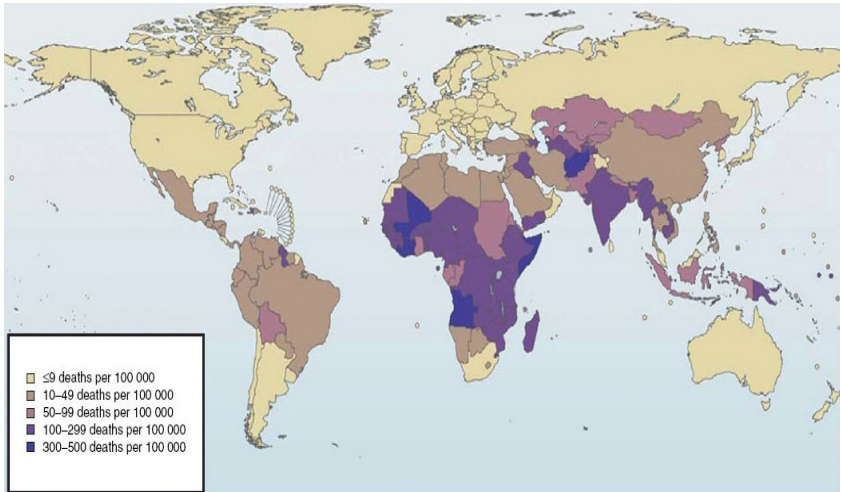 ≤9 deaths per 100 000
10–49 deaths per 100 000
50–99 deaths per 100 000
100–299 deaths per 100 000
300–500 deaths per 100 000